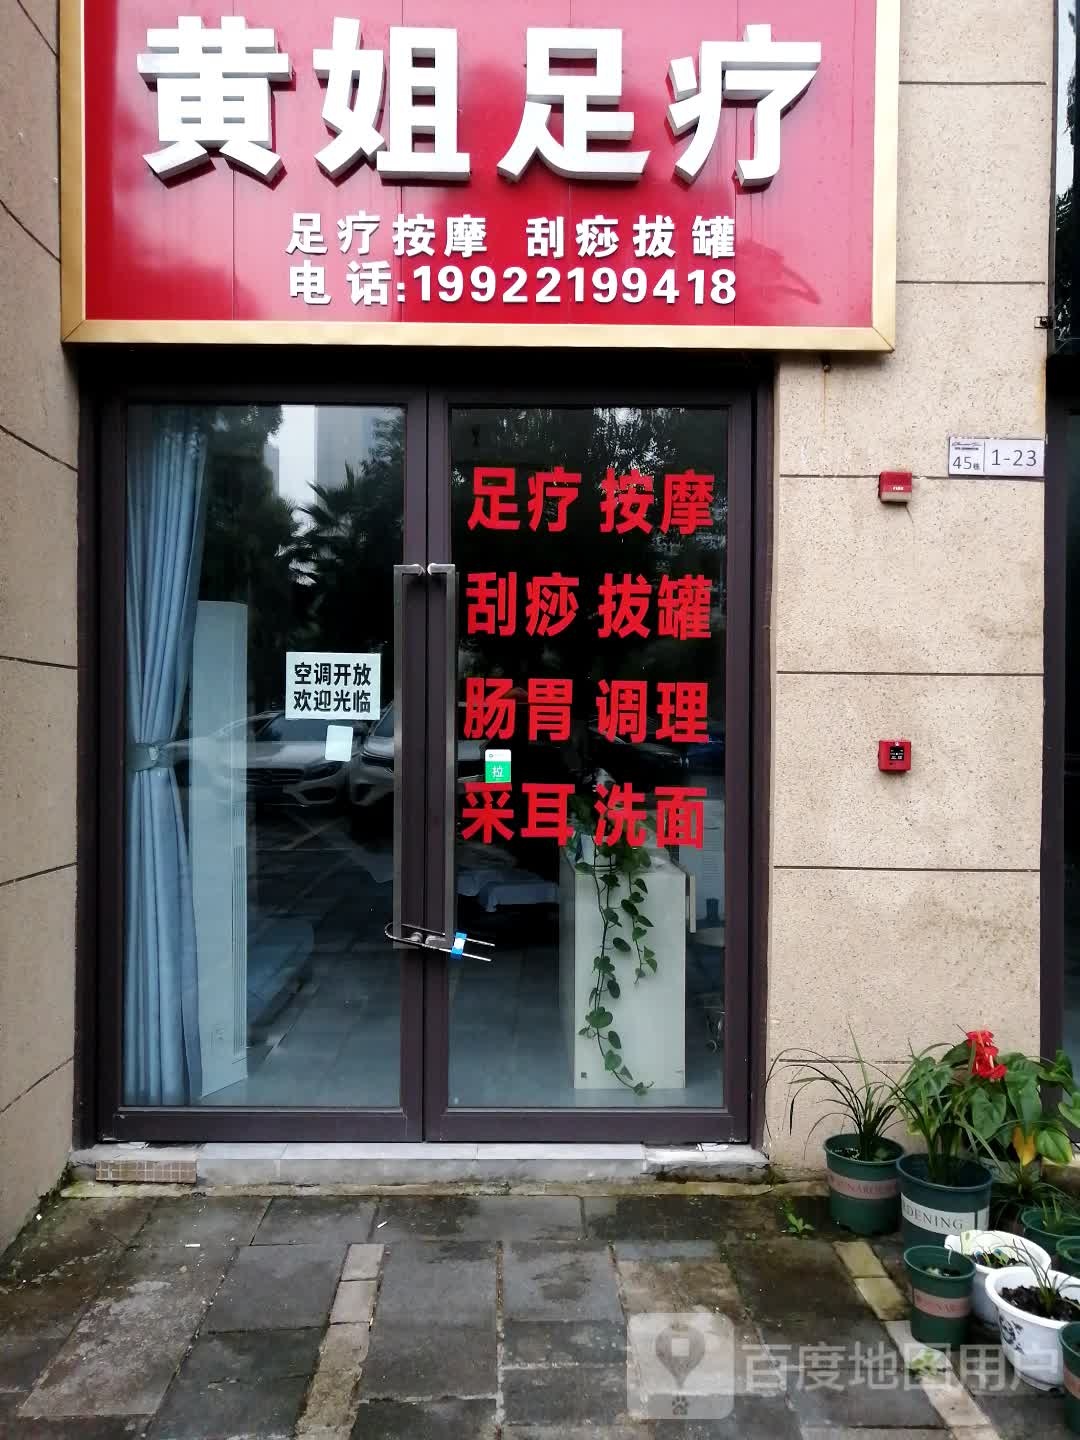 黄姐足疗
足疗按摩 刮痧拔罐
电话:19922199418
45栋 1-23
足疗 按摩
刮痧 拔罐
肠胃 调理
采耳 洗面
空调开放
欢迎光临
拉
DENING
百度地图用户